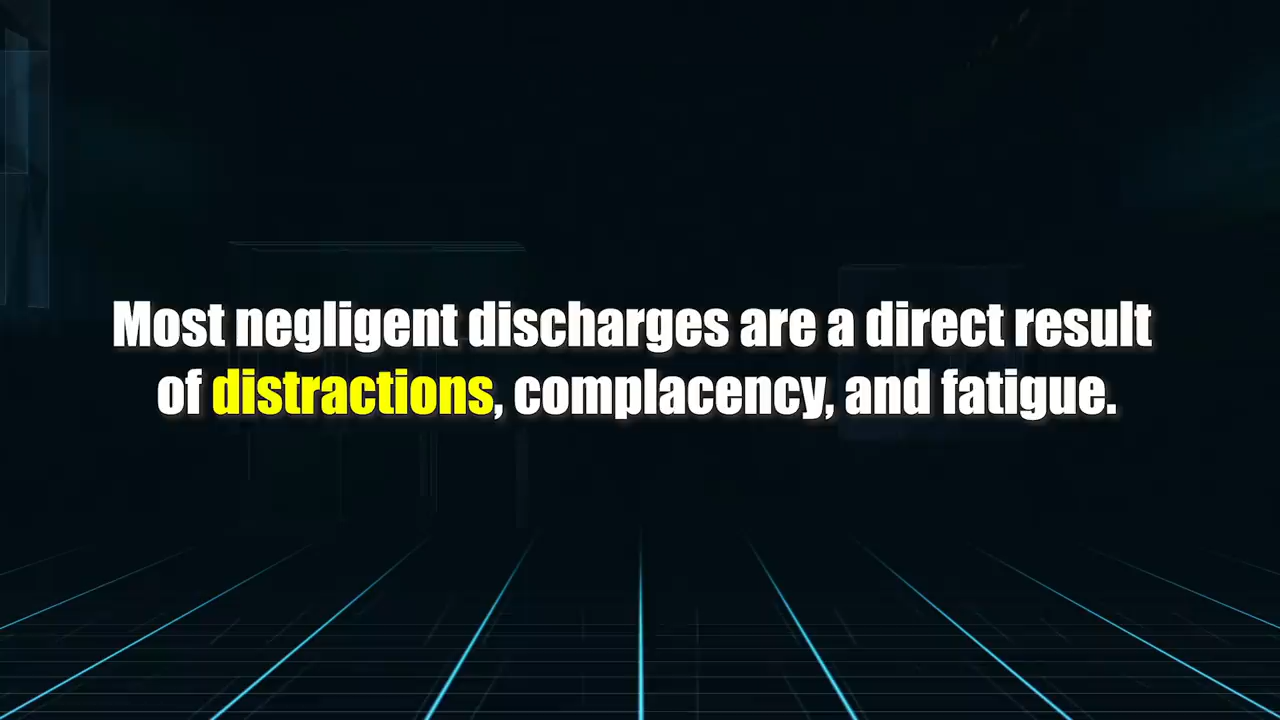 Most negligent discharges are a direct result
of distractions, complacency, and fatigue.